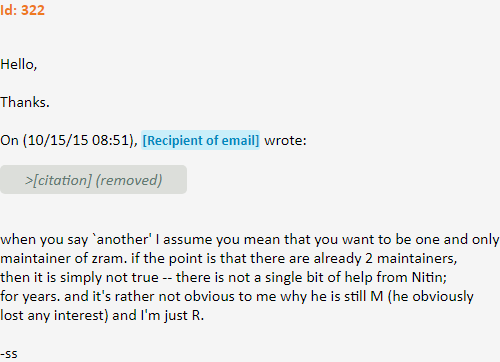 Id: 322
Hello,
Thanks.
On (10/15/15 08:51), [Recipient of email] wrote:
>[citation] (removed)
when you say `another' I assume you mean that you want to be one and only
maintainer of zram. if the point is that there are already 2 maintainers,
then it is simply not true -- there is not a single bit of help from Nitin;
for years. and it's rather not obvious to me why he is still M (he obviously
lost any interest) and I'm just R.
-ss